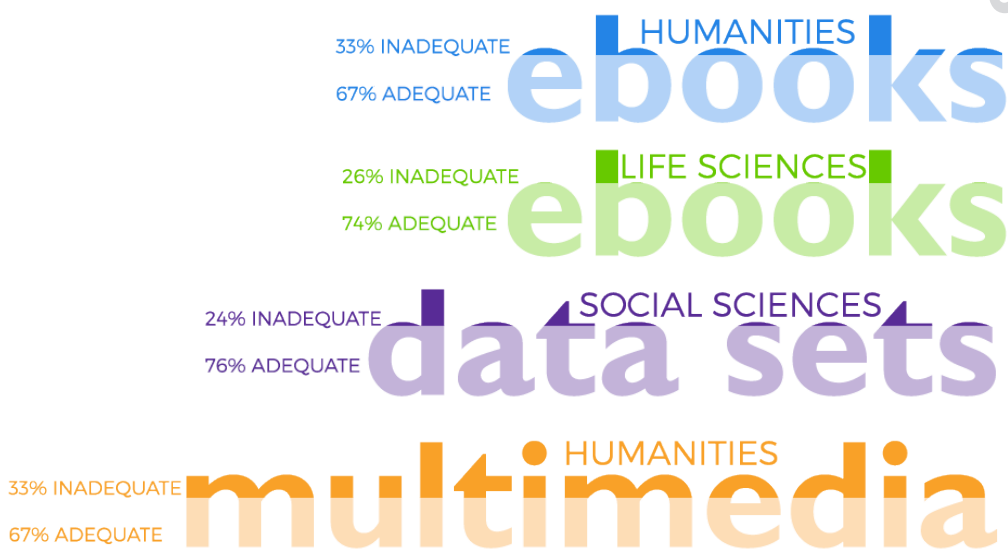 HUMANITIES
33% INADEQUATE
67% ADEQUATE
ebooks
LIFE SCIENCES
26% INADEQUATE
74% ADEQUATE
ebooks
SOCIAL SCIENCES
24% INADEQUATE
76% ADEQUATE
data sets
HUMANITIES
33% INADEQUATE
67% ADEQUATE
multimedia